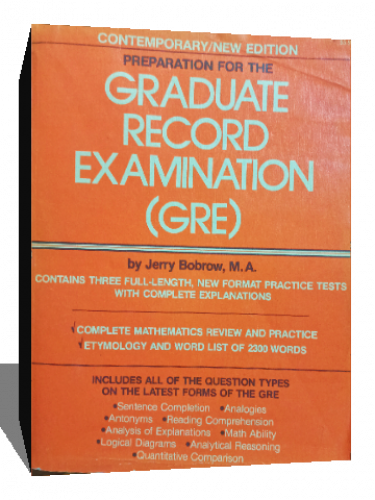 CONTEMPORARY/NEW EDITION
PREPARATION FOR THE
GRADUATE
RECORD
EXAMINATION
(GRE)
by Jerry Bobrow, M.A.
CONTAINS THREE FULL-LENGTH, NEW FORMAT PRACTICE TESTS
WITH COMPLETE EXPLANATIONS
√COMPLETE MATHEMATICS REVIEW AND PRACTICE
√ETYMOLOGY AND WORD LIST OF 2300 WORDS
INCLUDES ALL OF THE QUESTION TYPES
ON THE LATEST FORMS OF THE GRE
•Sentence Completion •Analogies
•Antonyms •Reading Comprehension
•Analysis of Explanations •Math Ability
•Logical Diagrams •Analytical Reasoning
•Quantitative Comparison